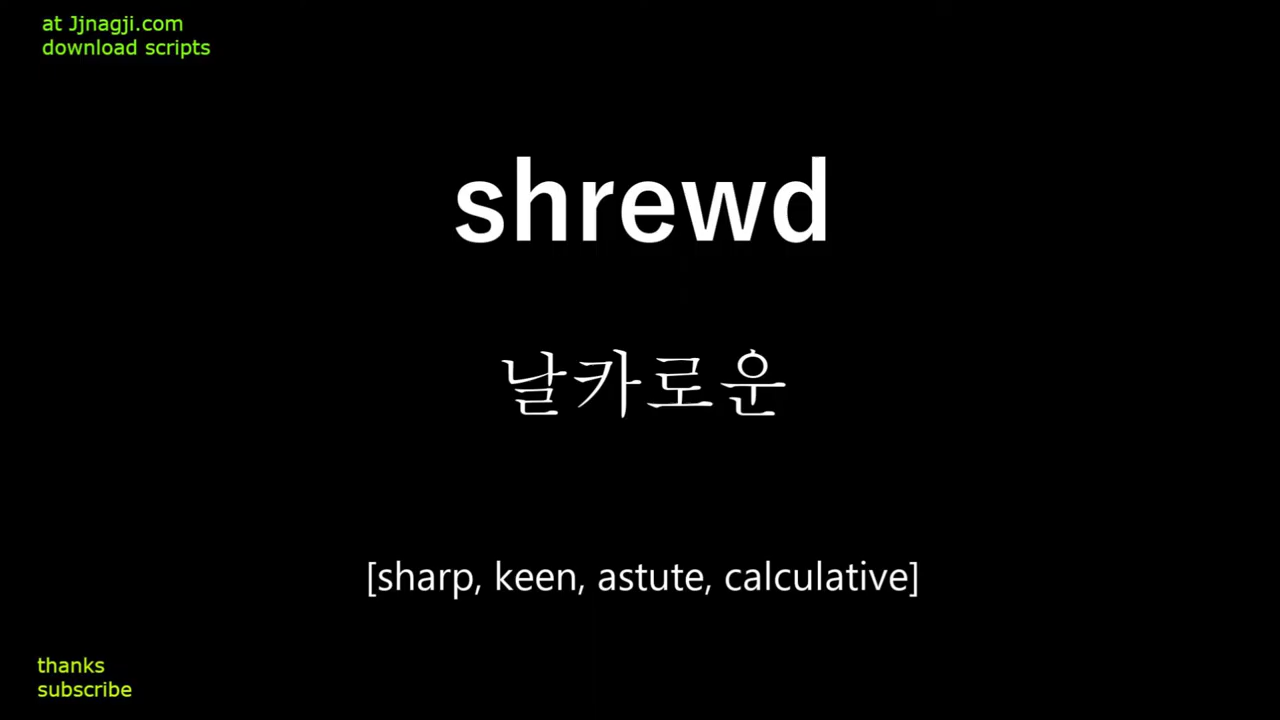 at Jjnagji.com
download scripts
shrewd
날카로운
[sharp, keen, astute, calculative]
thanks
subscribe